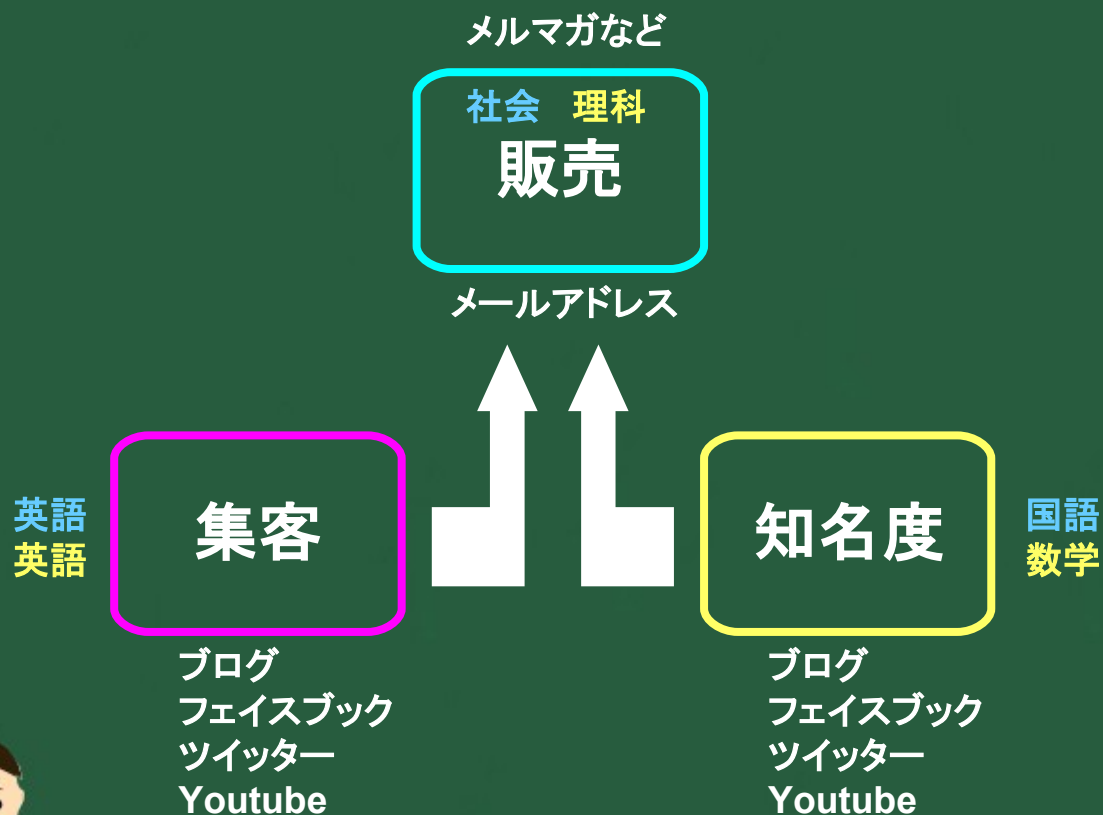 メルマガなど
社会 理科
販売
メールアドレス
英語
英語
集客
知名度
国語
数学
ブログ
フェイスブック
ツイッター
Youtube
ブログ
フェイスブック
ツイッター
Youtube